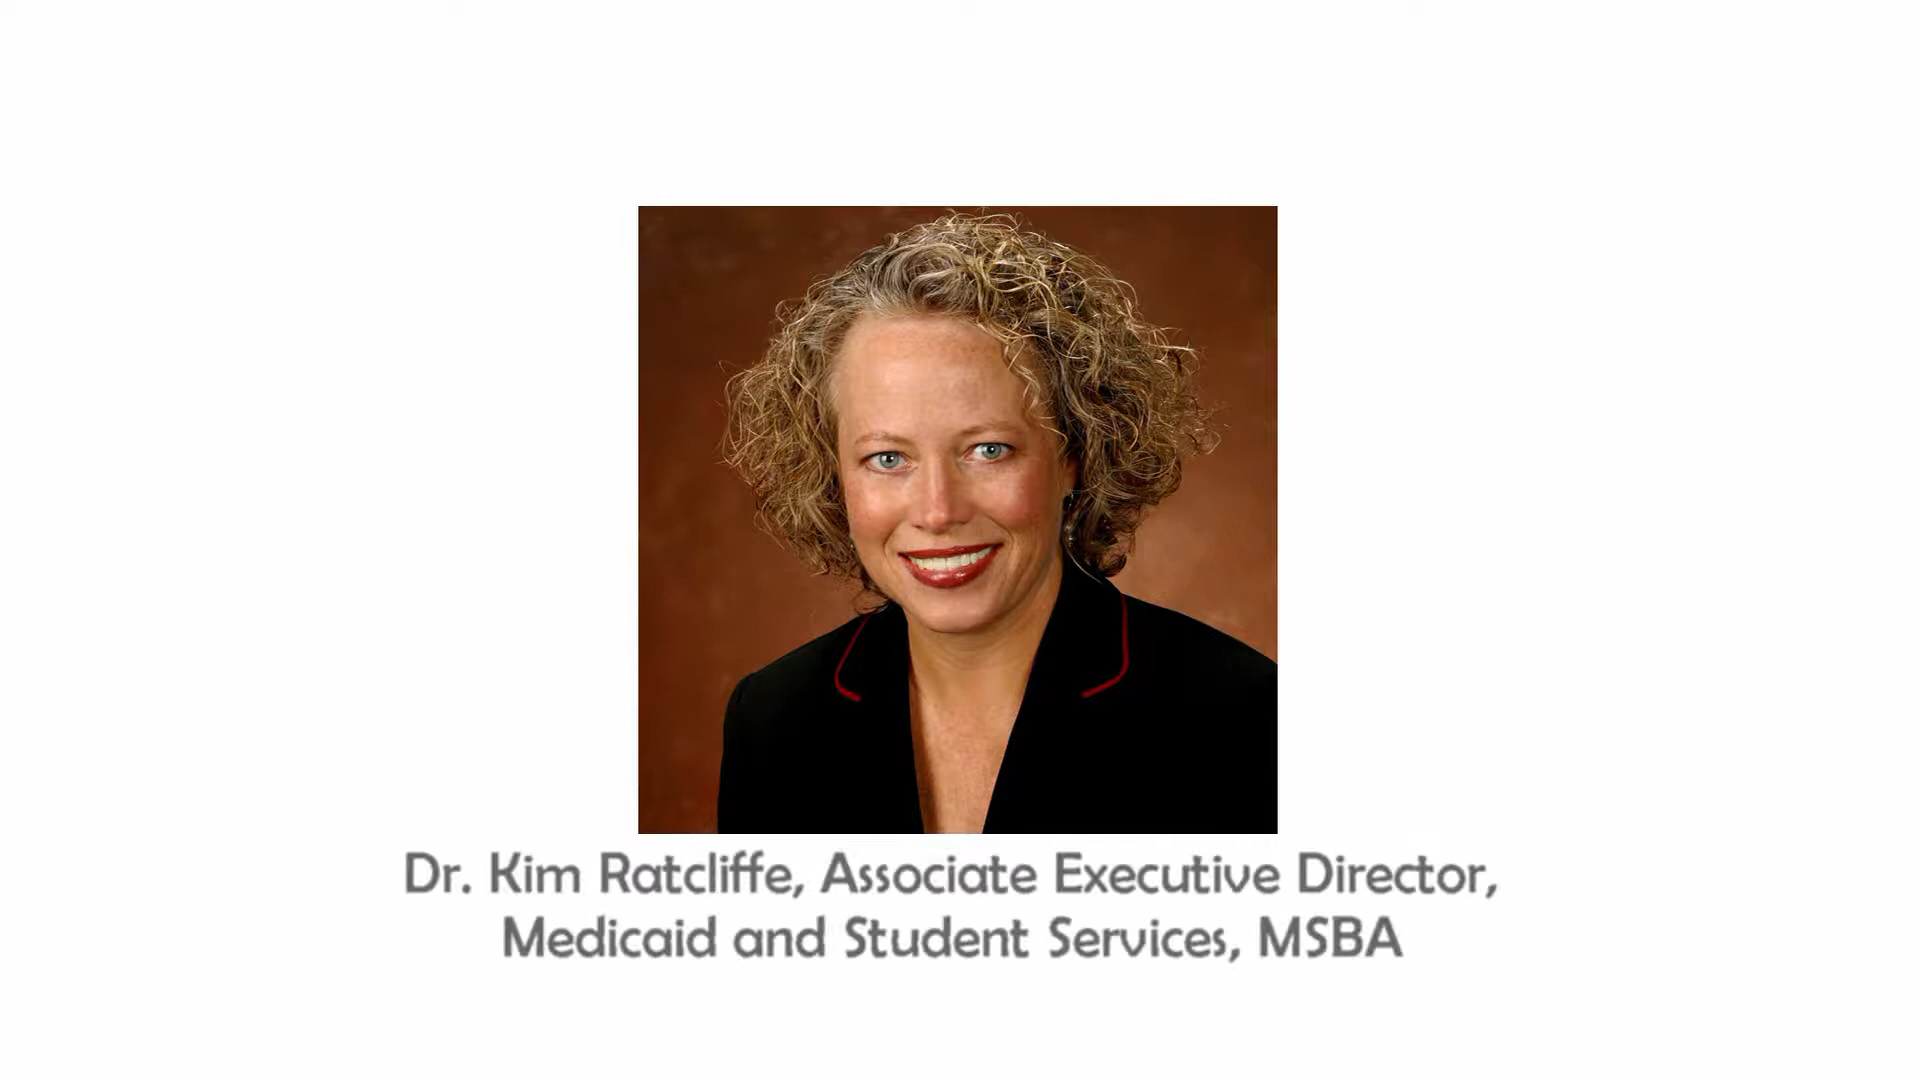 Dr. Kim Ratcliffe, Associate Executive Director,
Medicaid and Student Services, MSBA